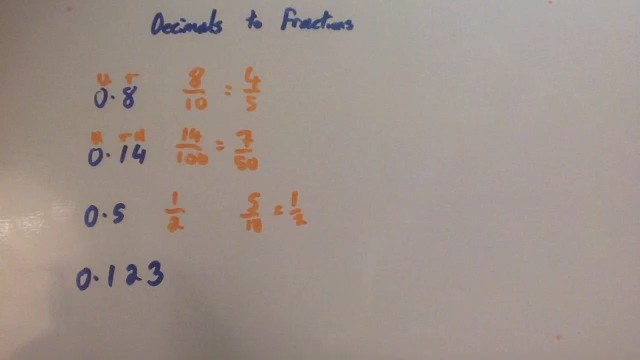 Decimals to Fractions
U T
0.8 8/10 = 4/5
U T H
0.14 14/100 = 7/50
0.5 1/2 5/10 = 1/2
0.123